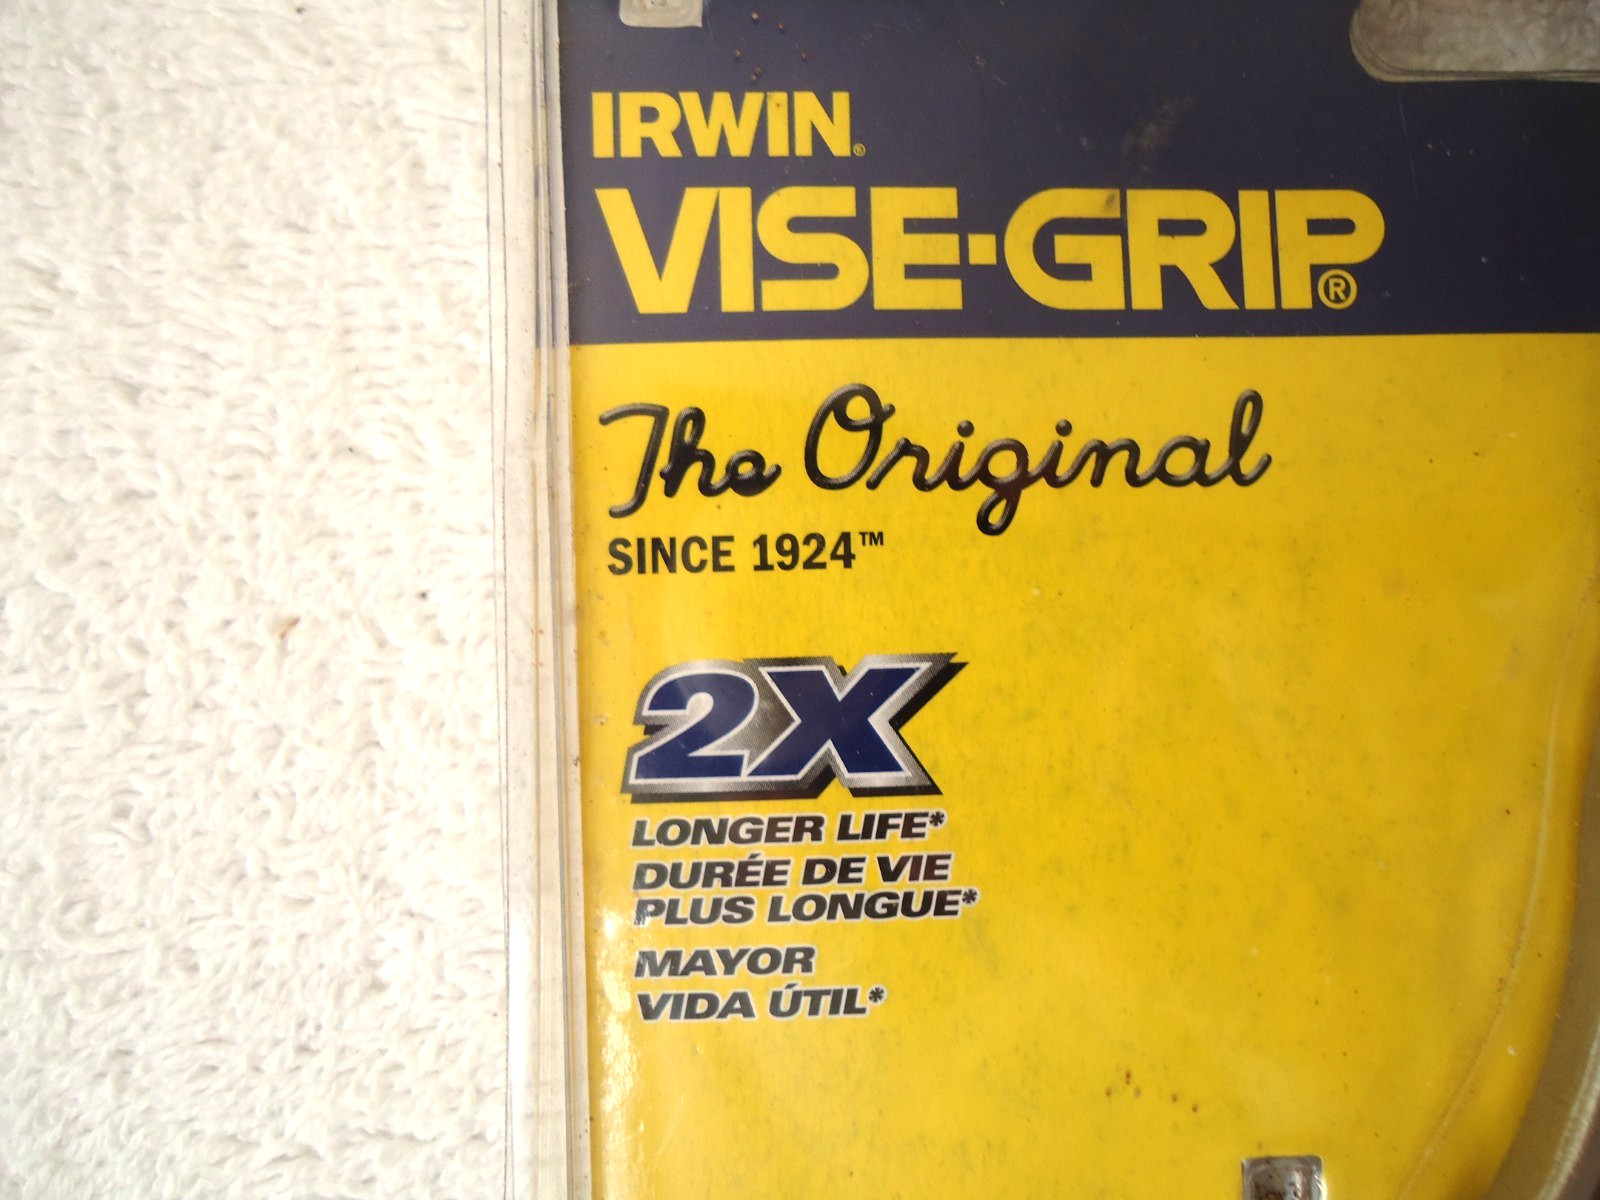 IRWIN®
VISE-GRIP®
The Original
SINCE 1924™
2X
LONGER LIFE*
DURÉE DE VIE
PLUS LONGUE*
MAYOR
VIDA ÚTIL*